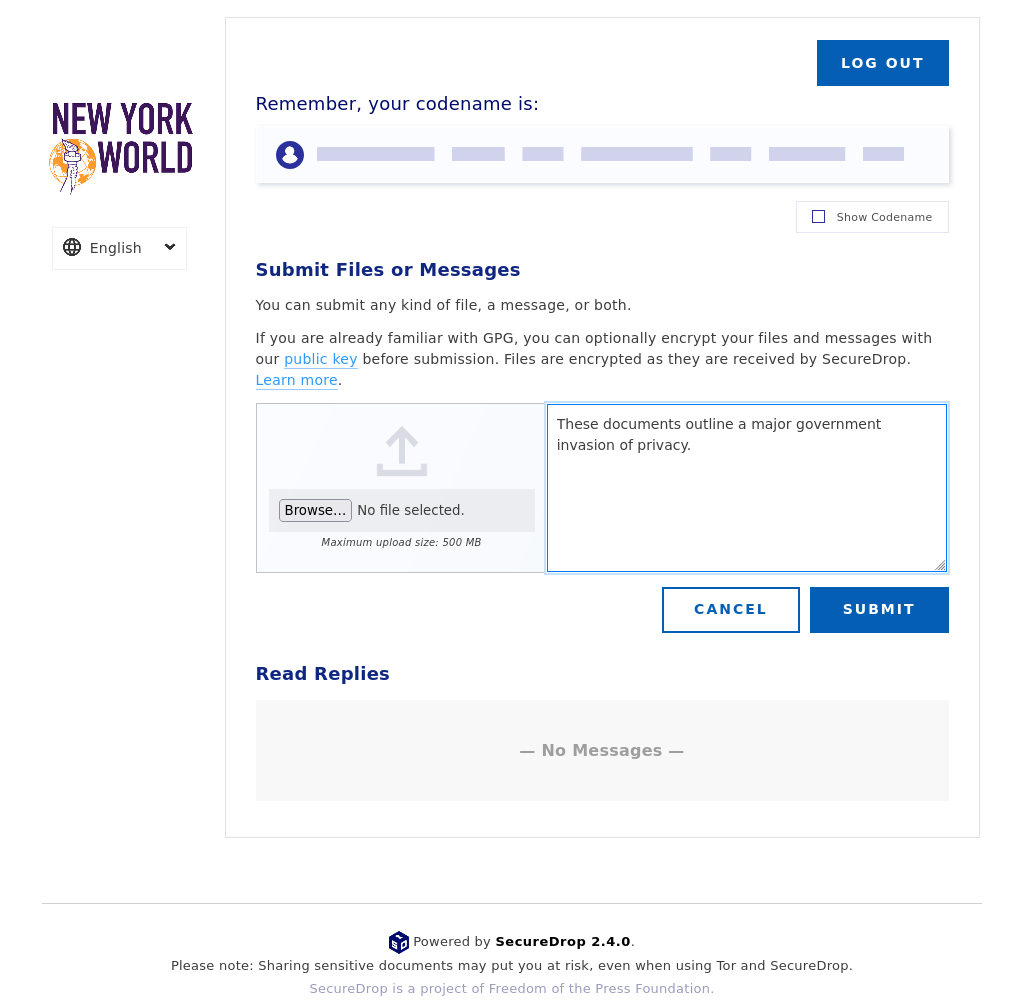 LOG OUT
NEW YORK
WORLD
English
Remember, your codename is:
Show Codename
Submit Files or Messages
You can submit any kind of file, a message, or both.
If you are already familiar with GPG, you can optionally encrypt your files and messages with
our public key before submission. Files are encrypted as they are received by SecureDrop.
Learn more.
Browse... No file selected.
Maximum upload size: 500 MB
These documents outline a major government
invasion of privacy.
CANCEL
SUBMIT
Read Replies
— No Messages —
Powered by SecureDrop 2.4.0.
Please note: Sharing sensitive documents may put you at risk, even when using Tor and SecureDrop.
SecureDrop is a project of Freedom of the Press Foundation.